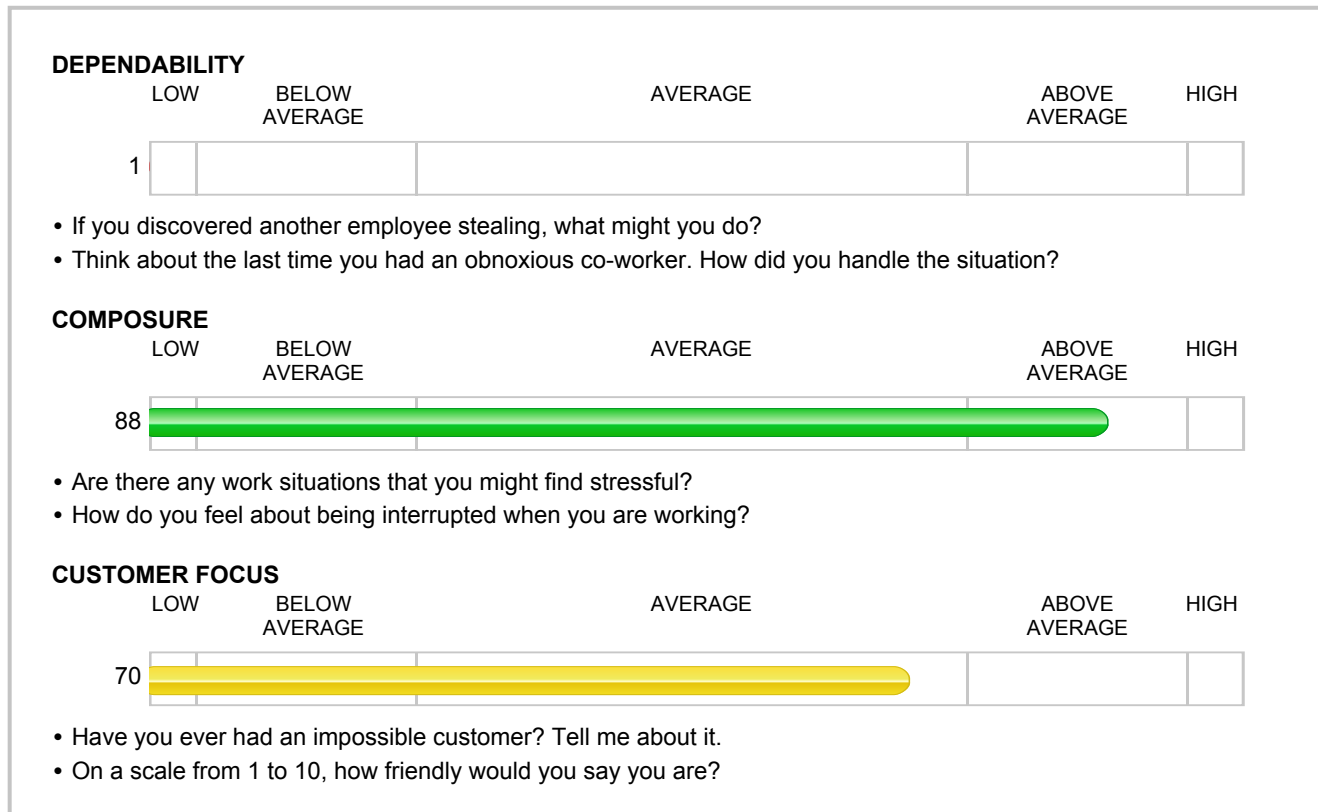 DEPENDABILITY
LOW BELOW AVERAGE AVERAGE ABOVE AVERAGE HIGH
1
• If you discovered another employee stealing, what might you do?
• Think about the last time you had an obnoxious co-worker. How did you handle the situation?
COMPOSURE
LOW BELOW AVERAGE AVERAGE ABOVE AVERAGE HIGH
88
• Are there any work situations that you might find stressful?
• How do you feel about being interrupted when you are working?
CUSTOMER FOCUS
LOW BELOW AVERAGE AVERAGE ABOVE AVERAGE HIGH
70
• Have you ever had an impossible customer? Tell me about it.
• On a scale from 1 to 10, how friendly would you say you are?